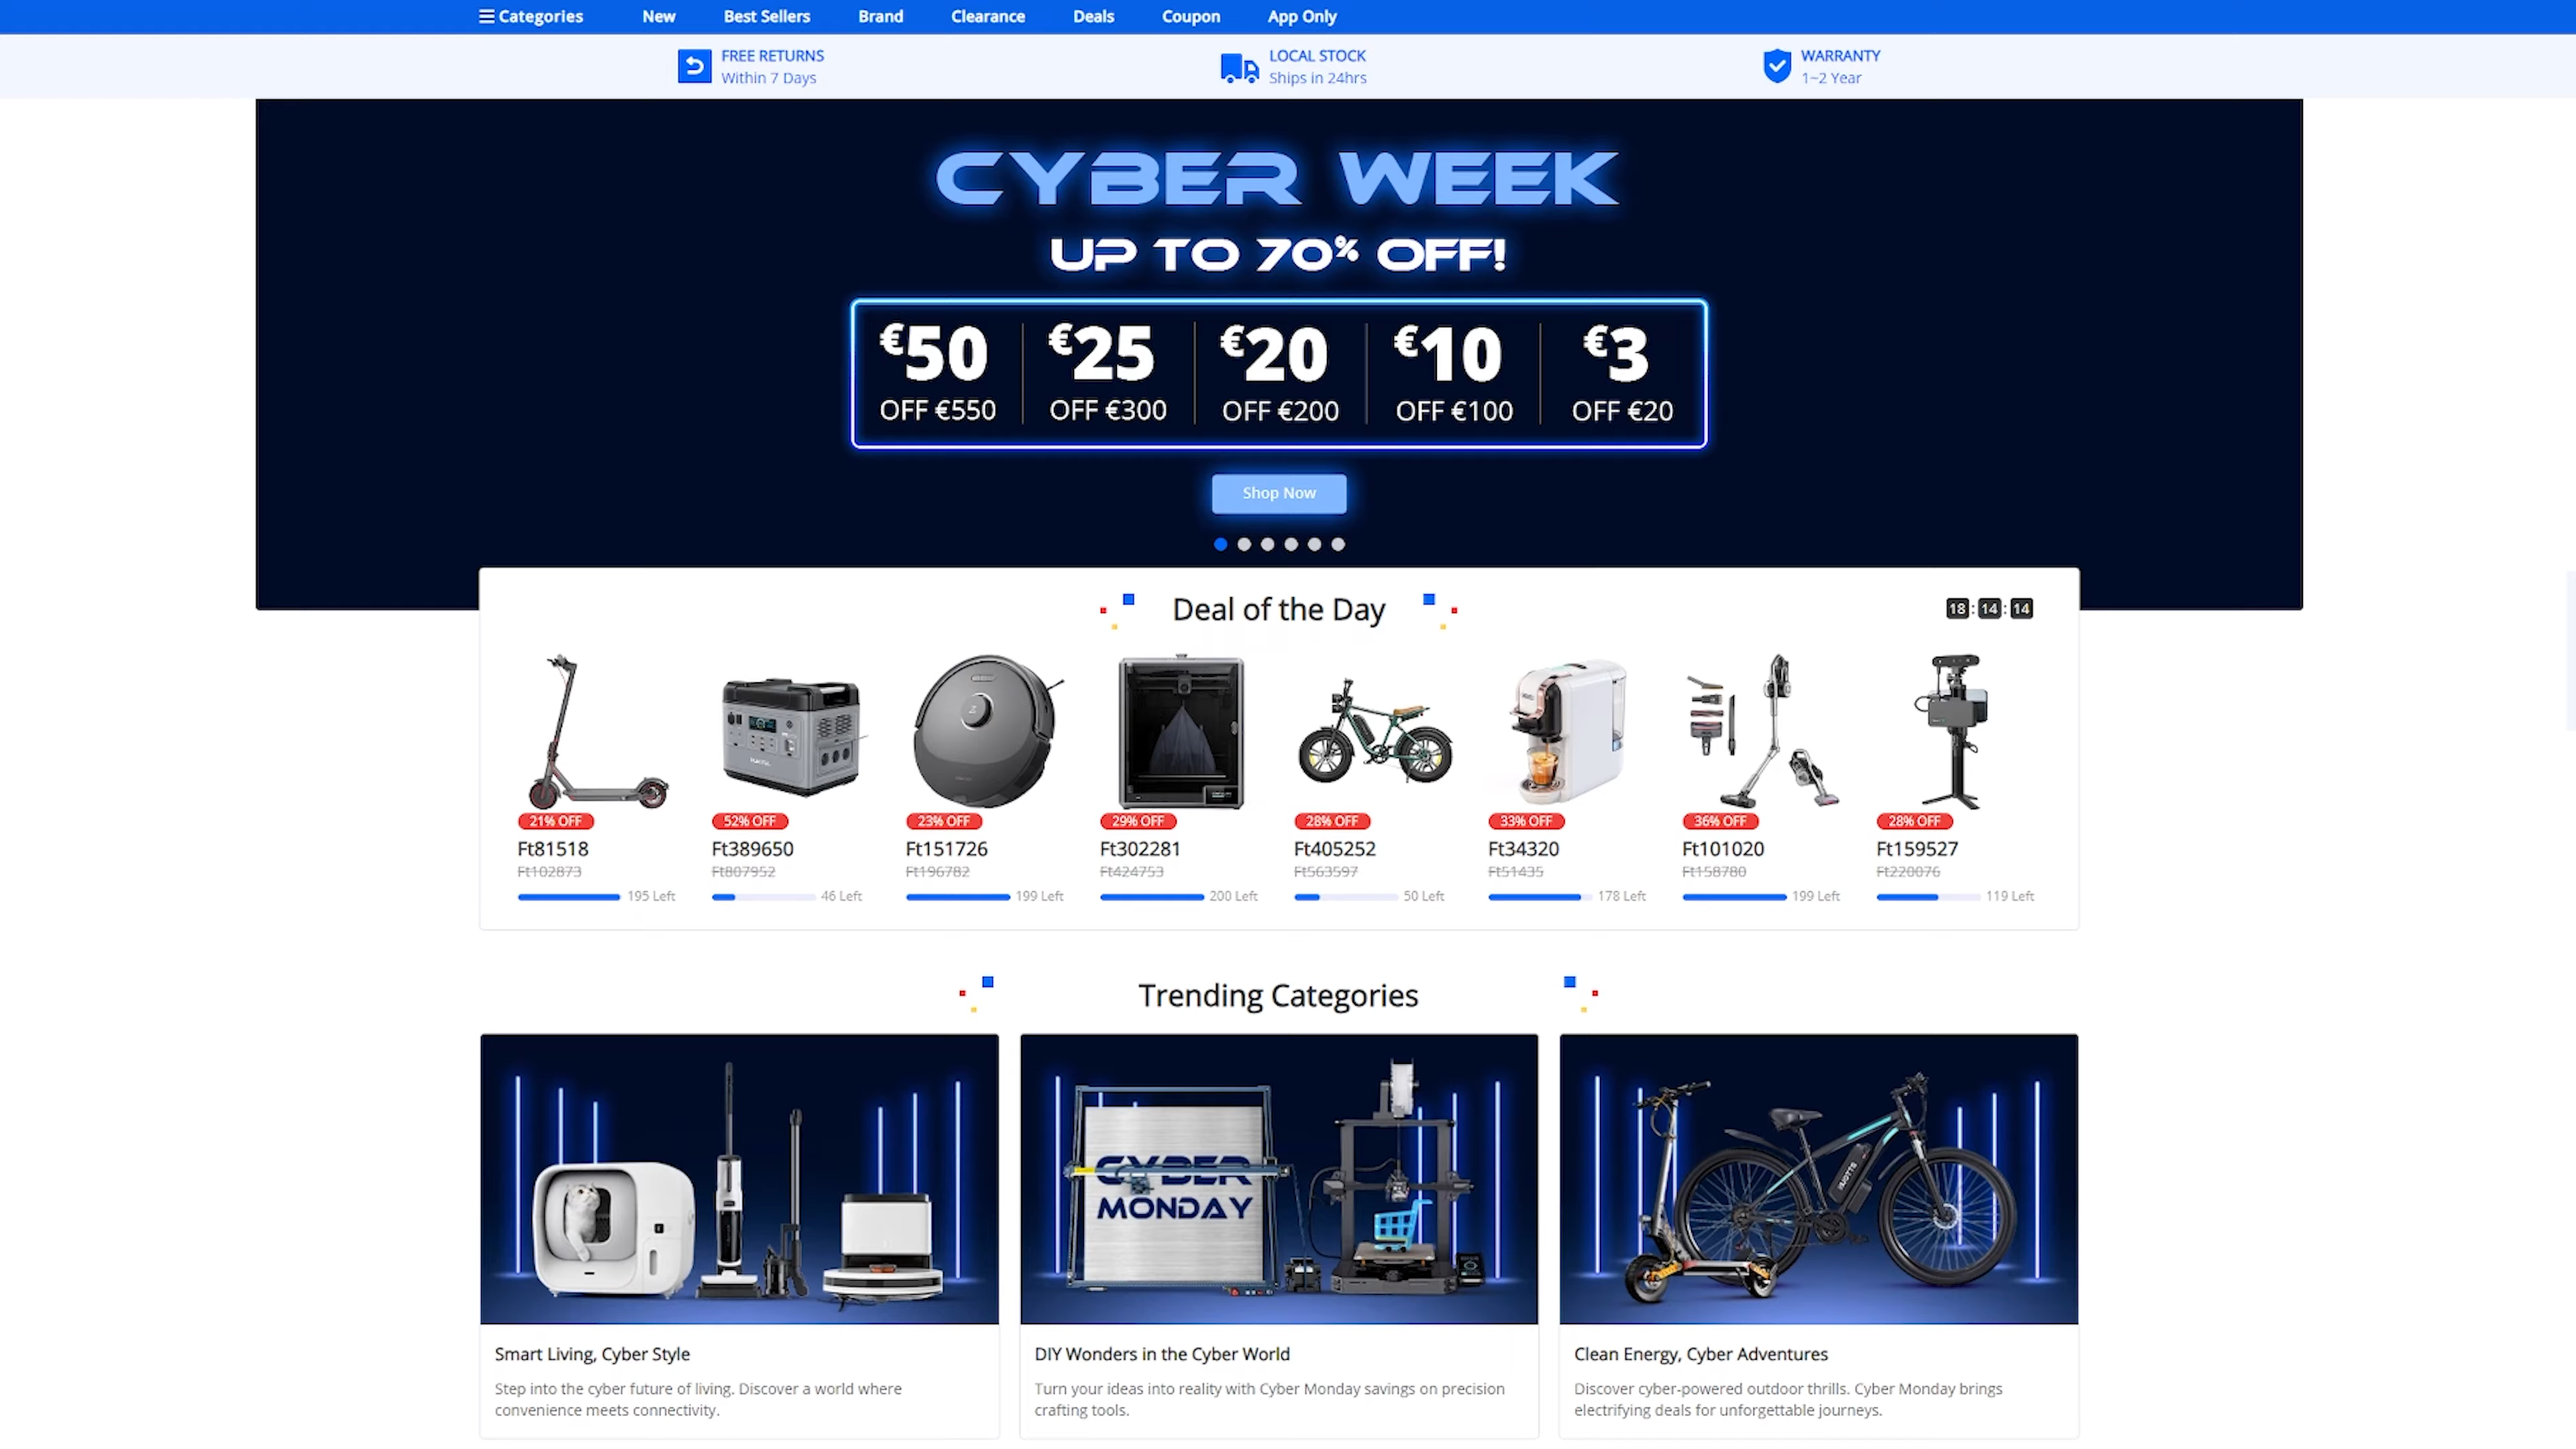 Categories New Best Sellers Brand Clearance Deals Coupon App Only
FREE RETURNS
Within 7 Days
LOCAL STOCK
Ships in 24hrs
WARRANTY
1~2 Year
CYBER WEEK
UP TO 70% OFF!
€50 €25 €20 €10 €3
OFF €550 OFF €300 OFF €200 OFF €100 OFF €20
Shop Now
Deal of the Day
18 : 14 : 14
21% OFF 52% OFF 23% OFF 29% OFF 28% OFF 33% OFF 36% OFF 28% OFF
Ft81518 Ft389650 Ft151726 Ft302281 Ft405252 Ft34320 Ft101020 Ft159527
Ft102873 Ft807952 Ft196782 Ft424753 Ft563597 Ft51435 Ft158780 Ft220076
195 Left 46 Left 199 Left 200 Left 50 Left 178 Left 199 Left 119 Left
Trending Categories
CYBER
MONDAY
Smart Living, Cyber Style
Step into the cyber future of living. Discover a world where
convenience meets connectivity.
DIY Wonders in the Cyber World
Turn your ideas into reality with Cyber Monday savings on precision
crafting tools.
Clean Energy, Cyber Adventures
Discover cyber-powered outdoor thrills. Cyber Monday brings
electrifying deals for unforgettable journeys.